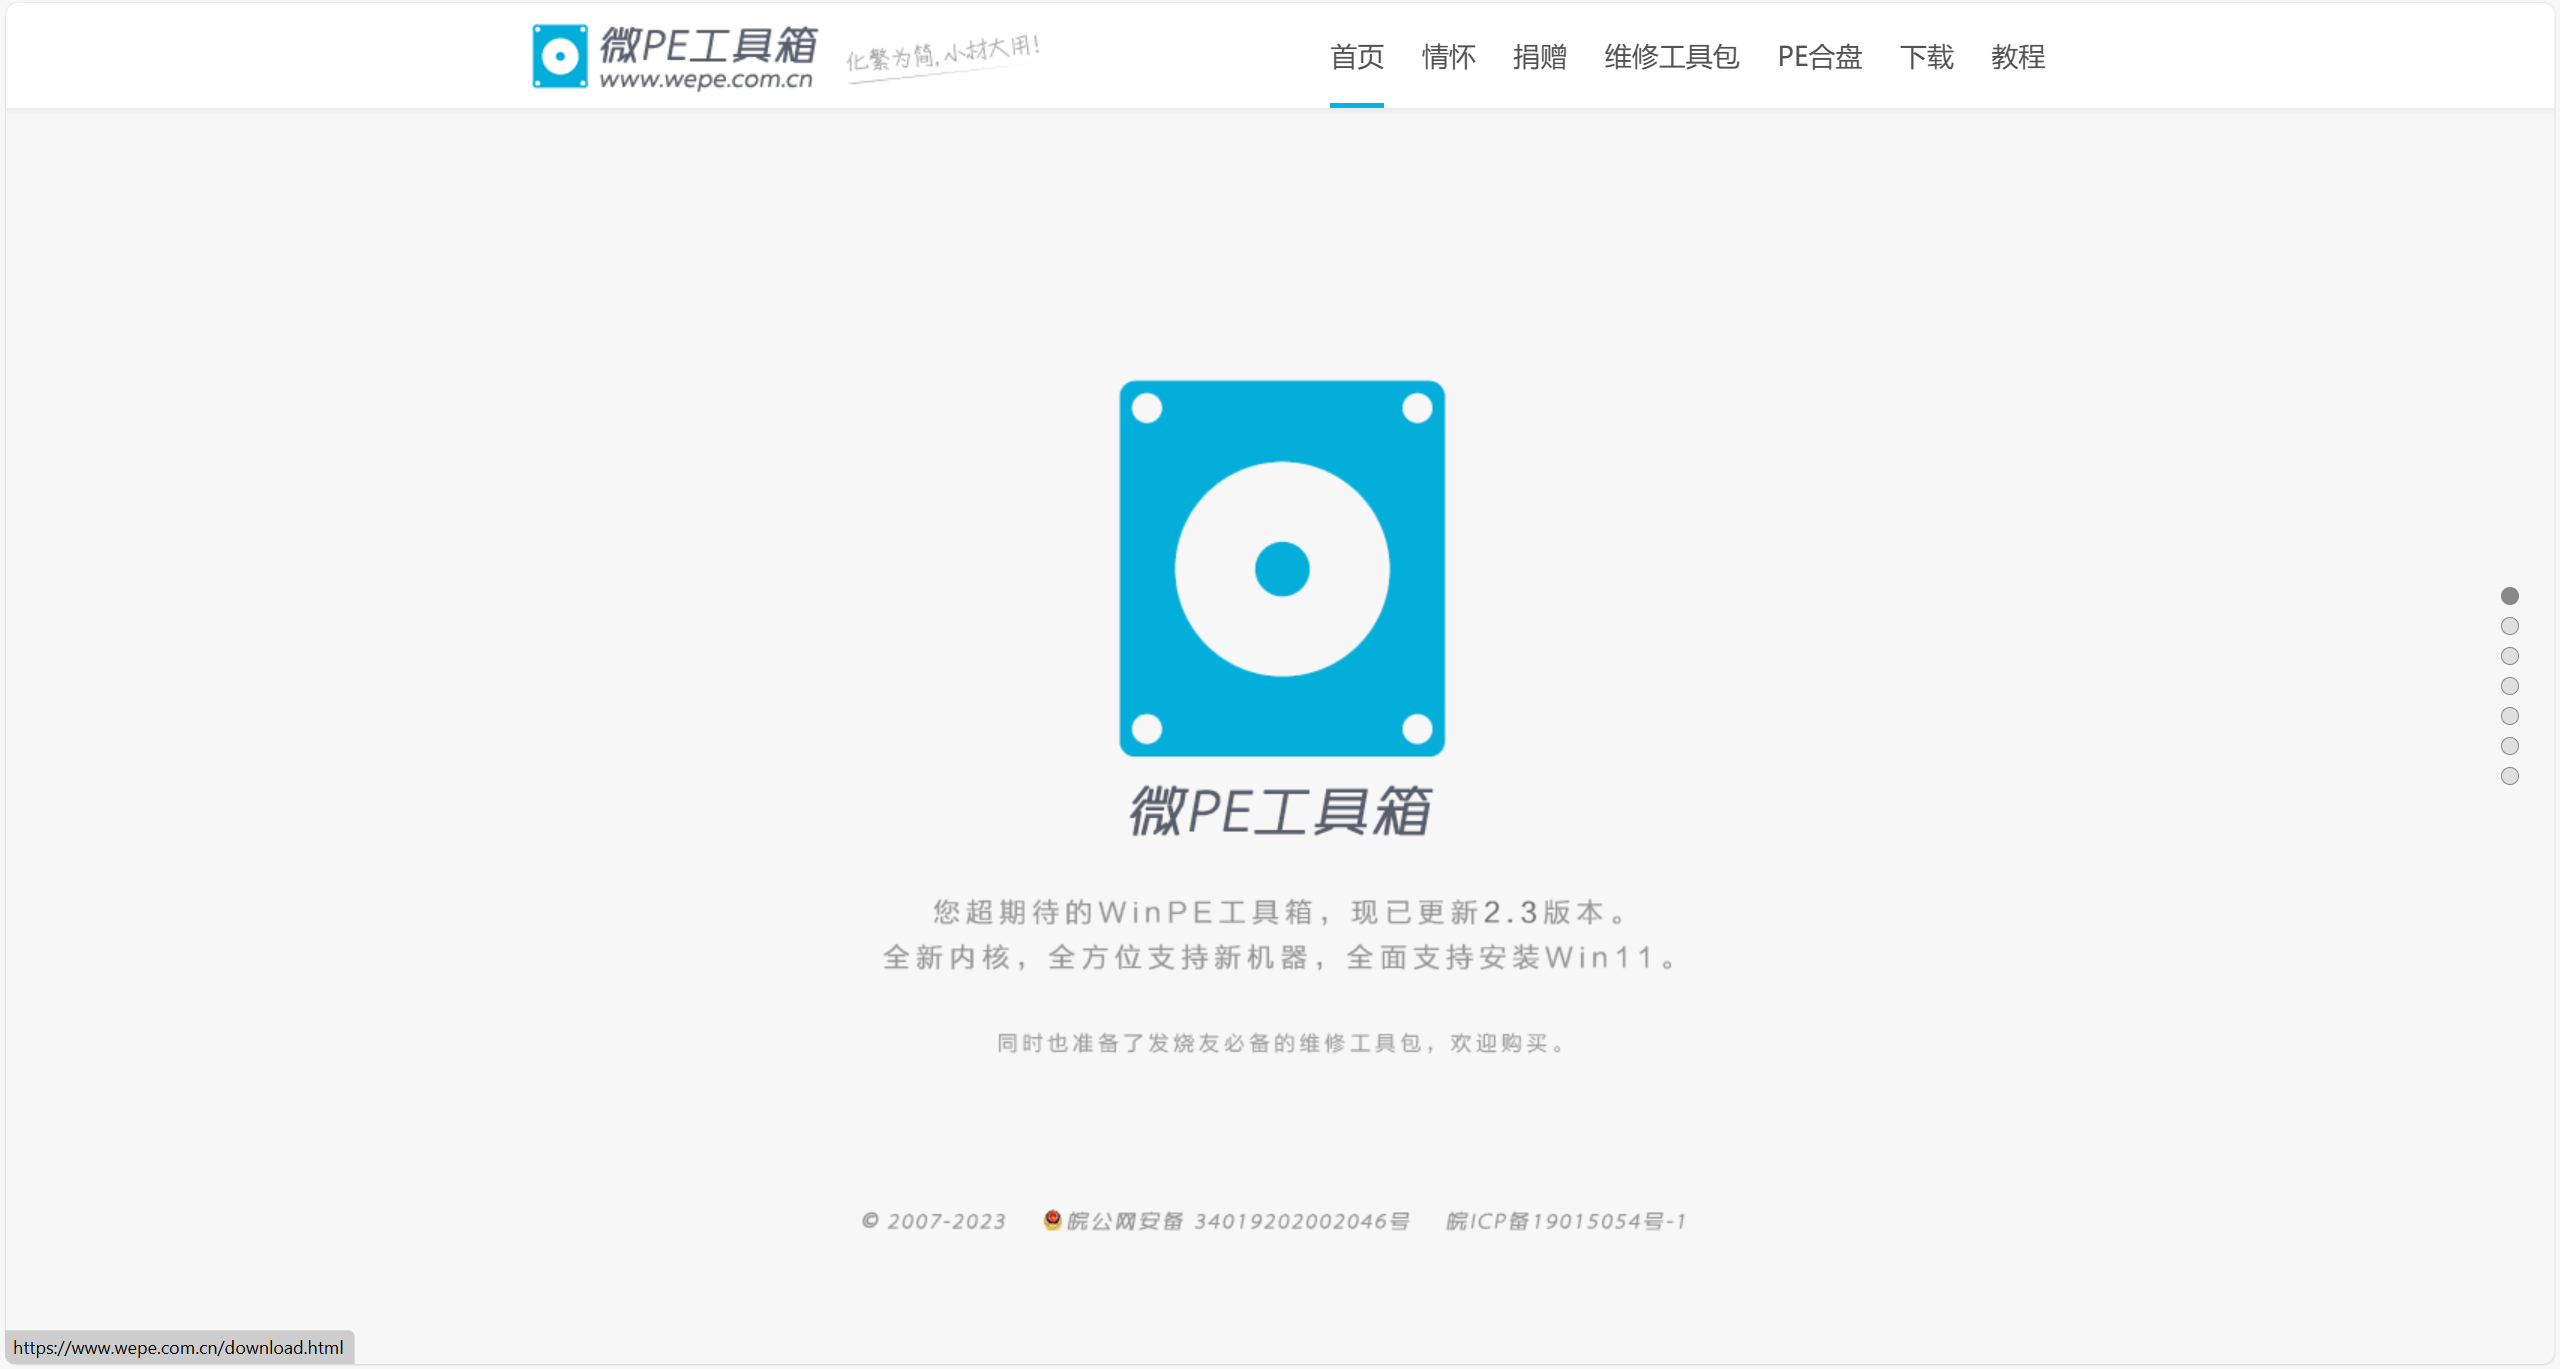 微PE工具箱
www.wepe.com.cn
化繁为简,小材大用!
首页 情怀 捐赠 维修工具包 PE合盘 下载 教程
微PE工具箱
您超期待的WinPE工具箱，现已更新2.3版本。
全新内核，全方位支持新机器，全面支持安装Win11。
同时也准备了发烧友必备的维修工具包，欢迎购买。
© 2007-2023 皖公网安备 34019202002046号 皖ICP备19015054号-1
https://www.wepe.com.cn/download.html